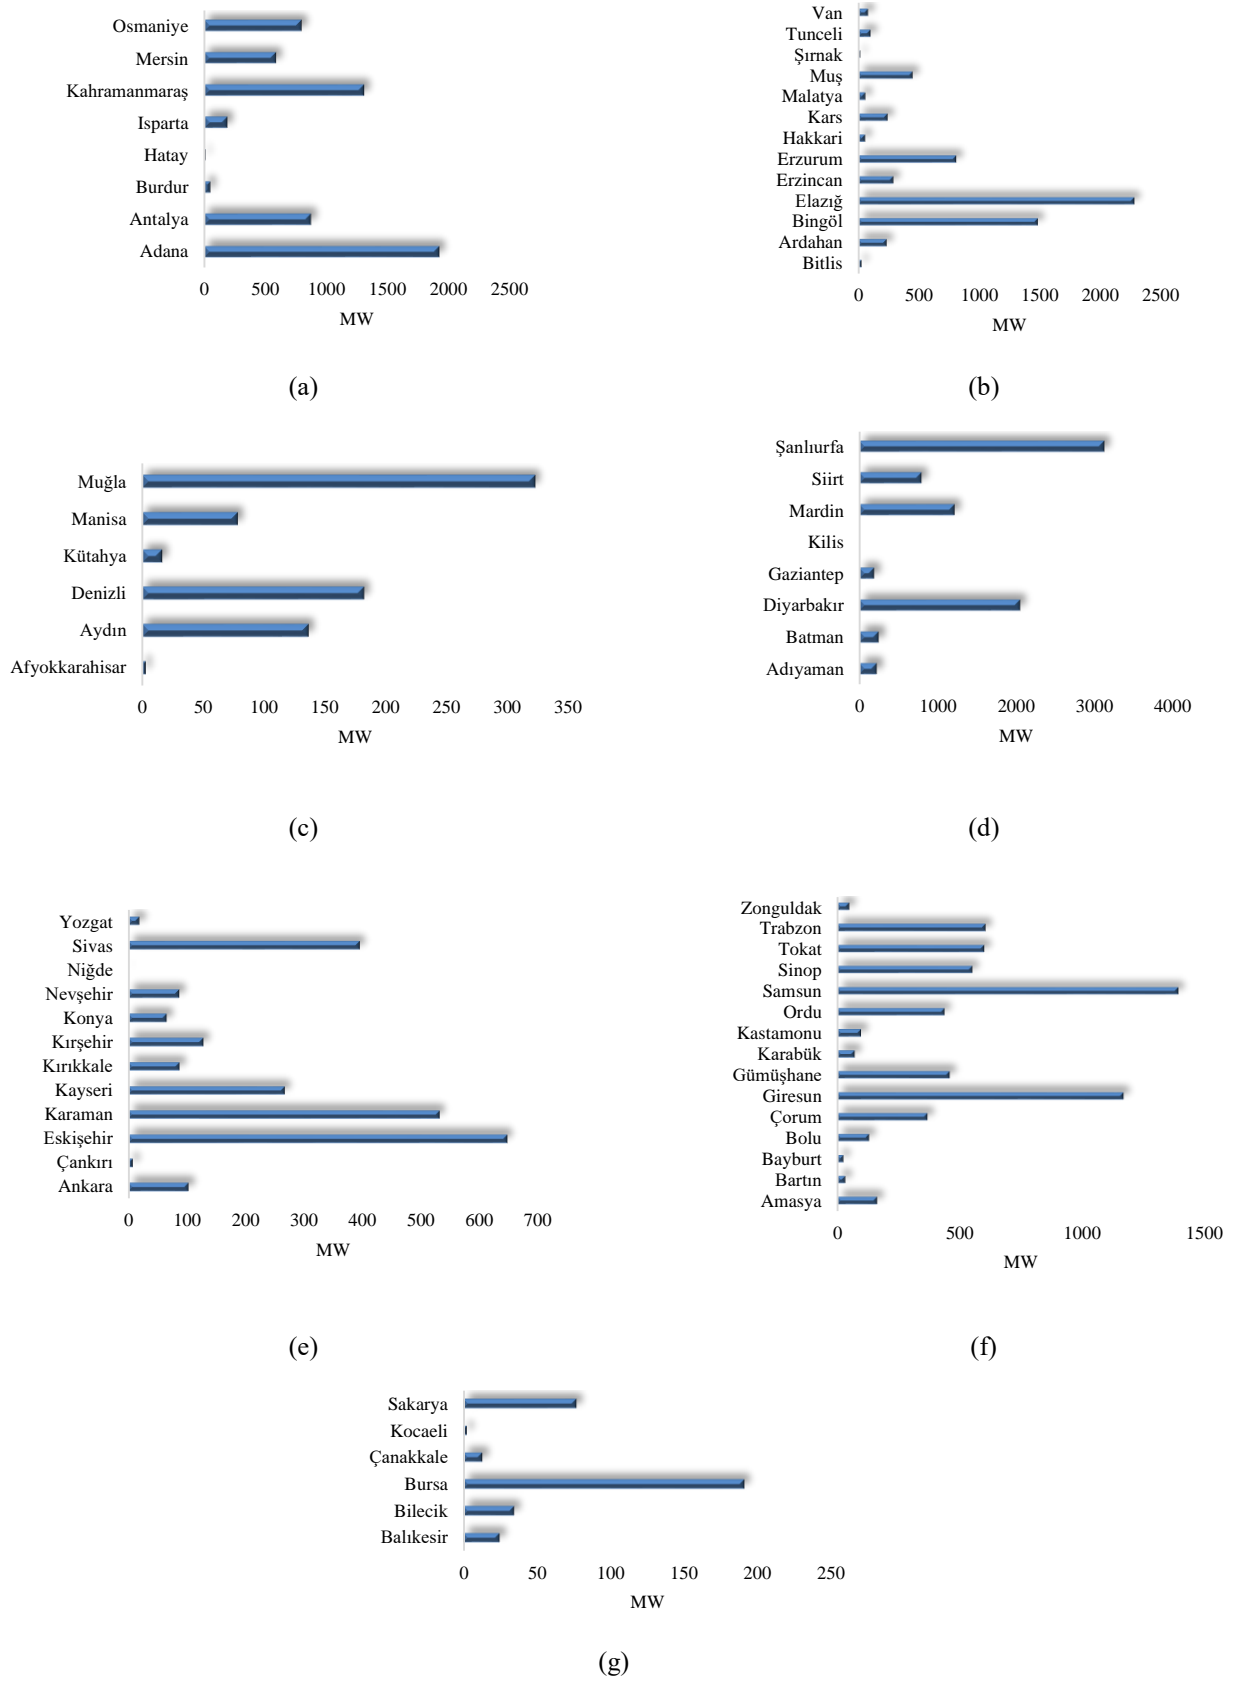 Osmaniye
Mersin
Kahramanmaraş
Isparta
Hatay
Burdur
Antalya
Adana
0 500 1000 1500 2000 2500
MW
(a)
Van
Tunceli
Şırnak
Muş
Malatya
Kars
Hakkari
Erzurum
Erzincan
Elazığ
Bingöl
Ardahan
Bitlis
0 500 1000 1500 2000 2500
MW
(b)
Muğla
Manisa
Kütahya
Denizli
Aydın
Afyokkarahisar
0 50 100 150 200 250 300 350
MW
(c)
Şanlıurfa
Siirt
Mardin
Kilis
Gaziantep
Diyarbakır
Batman
Adıyaman
0 1000 2000 3000 4000
MW
(d)
Yozgat
Sivas
Niğde
Nevşehir
Konya
Kırşehir
Kırıkkale
Kayseri
Karaman
Eskişehir
Çankırı
Ankara
0 100 200 300 400 500 600 700
MW
(e)
Zonguldak
Trabzon
Tokat
Sinop
Samsun
Ordu
Kastamonu
Karabük
Gümüşhane
Giresun
Çorum
Bolu
Bayburt
Bartın
Amasya
0 500 1000 1500
MW
(f)
Sakarya
Kocaeli
Çanakkale
Bursa
Bilecik
Balıkesir
0 50 100 150 200 250
MW
(g)